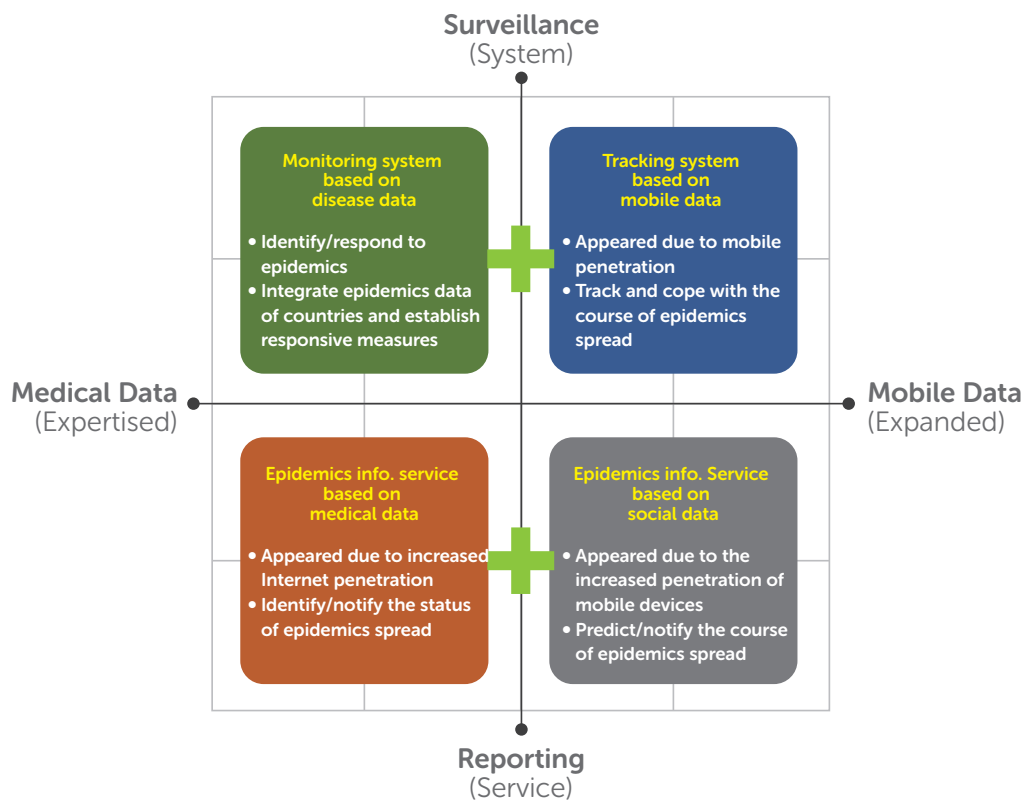 Surveillance
(System)
Monitoring system
based on
disease data
• Identify/respond to
epidemics
• Integrate epidemics data
of countries and establish
responsive measures
Tracking system
based on
mobile data
• Appeared due to mobile
penetration
• Track and cope with the
course of epidemics
spread
Medical Data
(Expertised)
Mobile Data
(Expanded)
Epidemics info. service
based on
medical data
• Appeared due to increased
Internet penetration
• Identify/notify the status
of epidemics spread
Epidemics info. Service
based on
social data
• Appeared due to the
increased penetration of
mobile devices
• Predict/notify the course
of epidemics spread
Reporting
(Service)